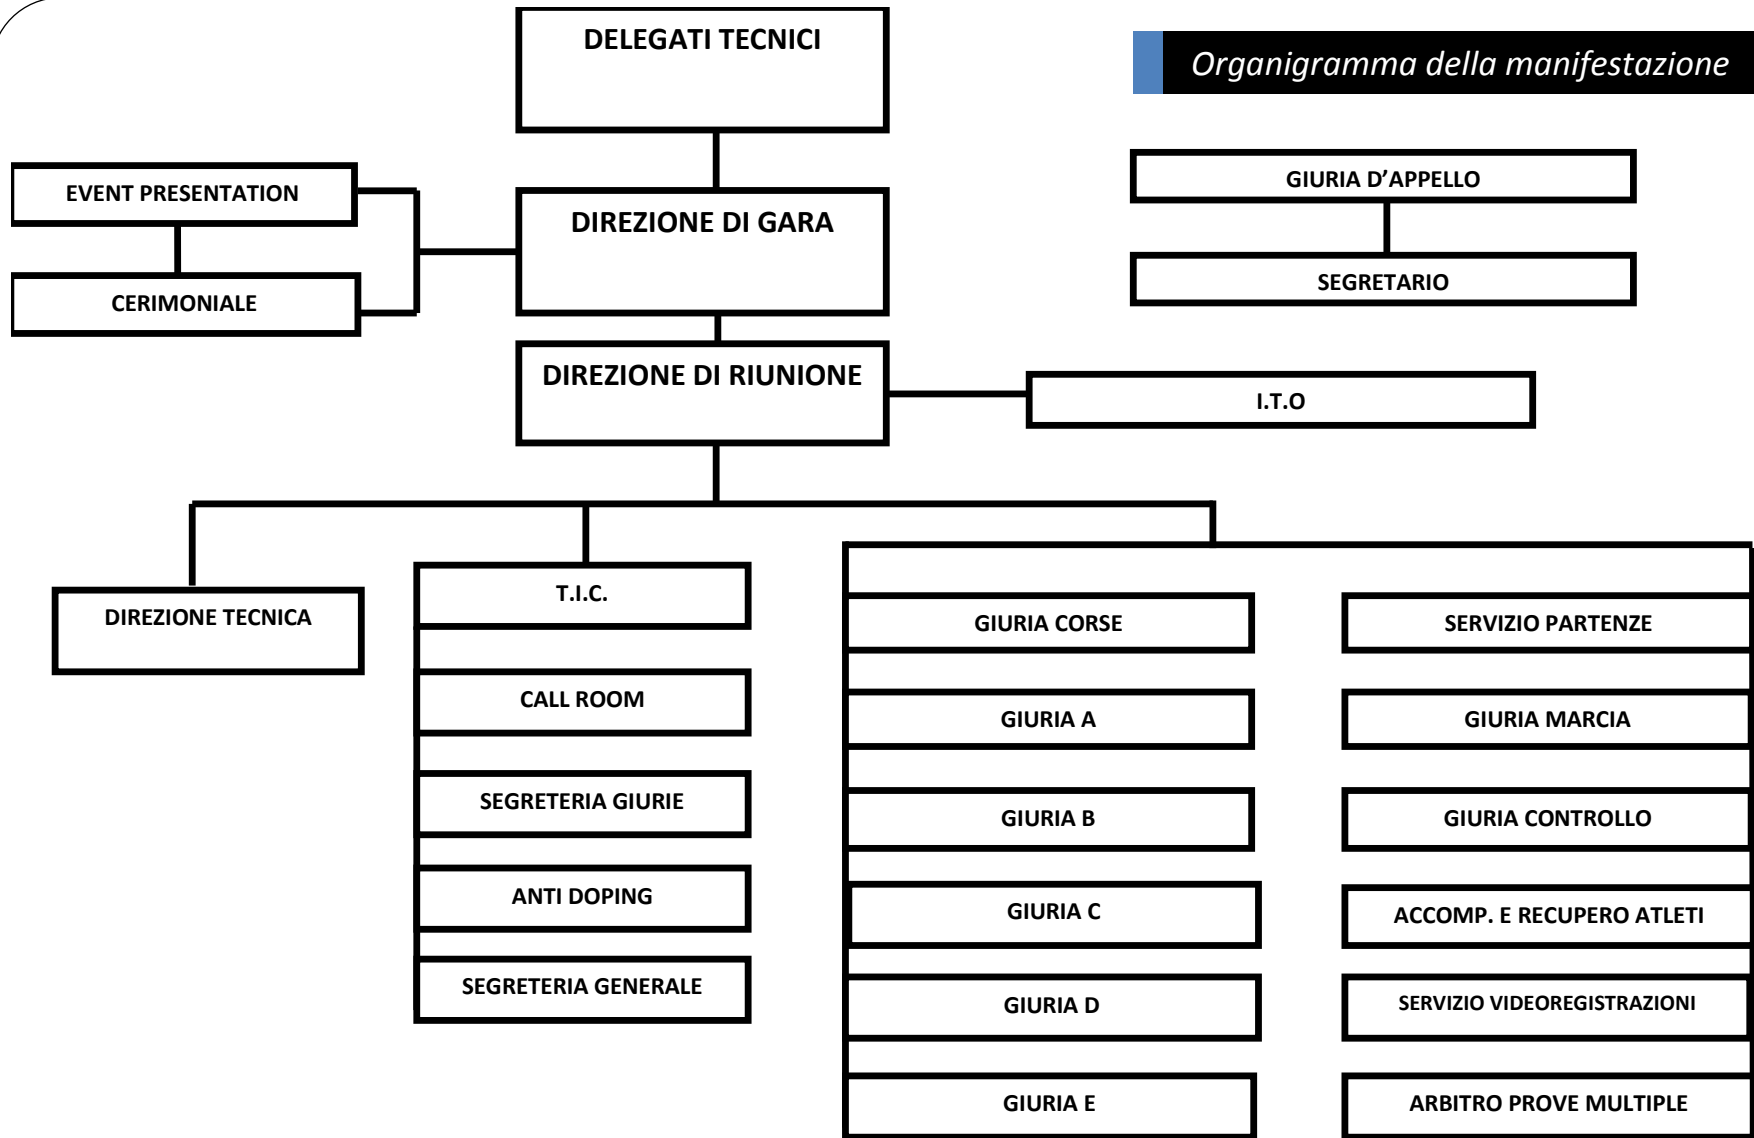 DELEGATI TECNICI
Organigramma della manifestazione
EVENT PRESENTATION
GIURIA D’APPELLO
DIREZIONE DI GARA
CERIMONIALE
SEGRETARIO
DIREZIONE DI RIUNIONE
I.T.O
DIREZIONE TECNICA
T.I.C.
CALL ROOM
SEGRETERIA GIURIE
ANTI DOPING
SEGRETERIA GENERALE
GIURIA CORSE
GIURIA A
GIURIA B
GIURIA C
GIURIA D
GIURIA E
SERVIZIO PARTENZE
GIURIA MARCIA
GIURIA CONTROLLO
ACCOMP. E RECUPERO ATLETI
SERVIZIO VIDEOREGISTRAZIONI
ARBITRO PROVE MULTIPLE